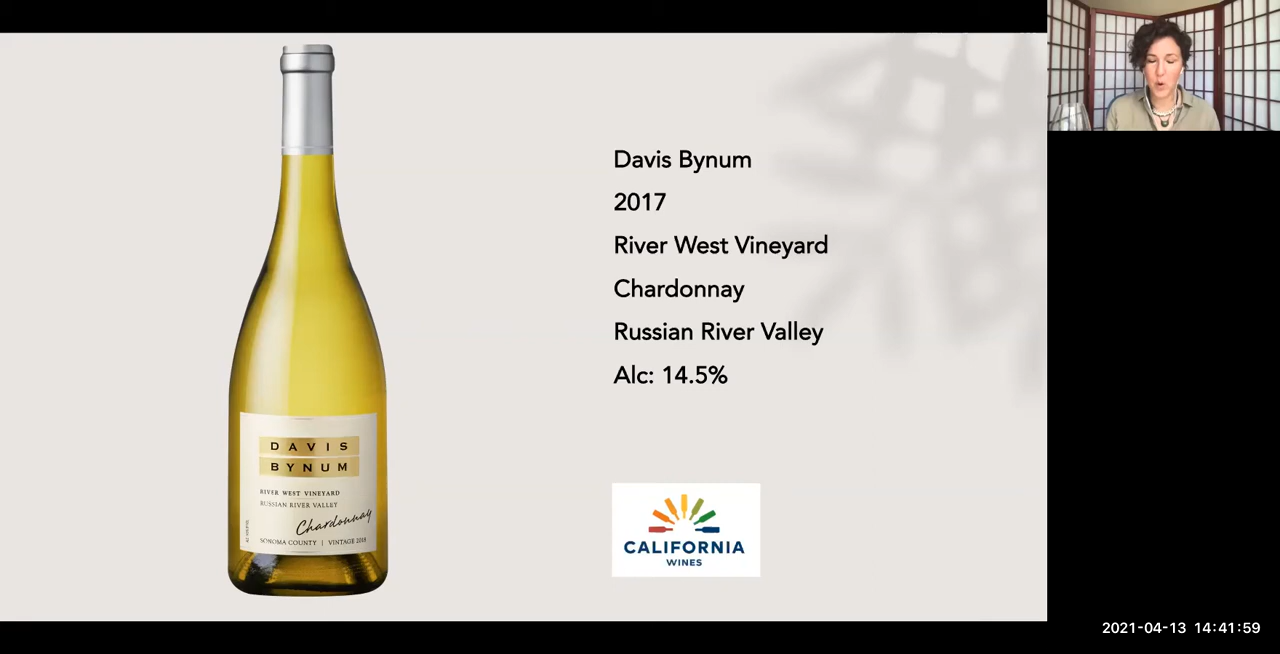 DAVIS
BYNUM
RIVER WEST VINEYARD
RUSSIAN RIVER VALLEY
Chardonnay
SONOMA COUNTY | VINTAGE 2018
Davis Bynum
2017
River West Vineyard
Chardonnay
Russian River Valley
Alc: 14.5%
CALIFORNIA
WINES
2021-04-13 14:41:59